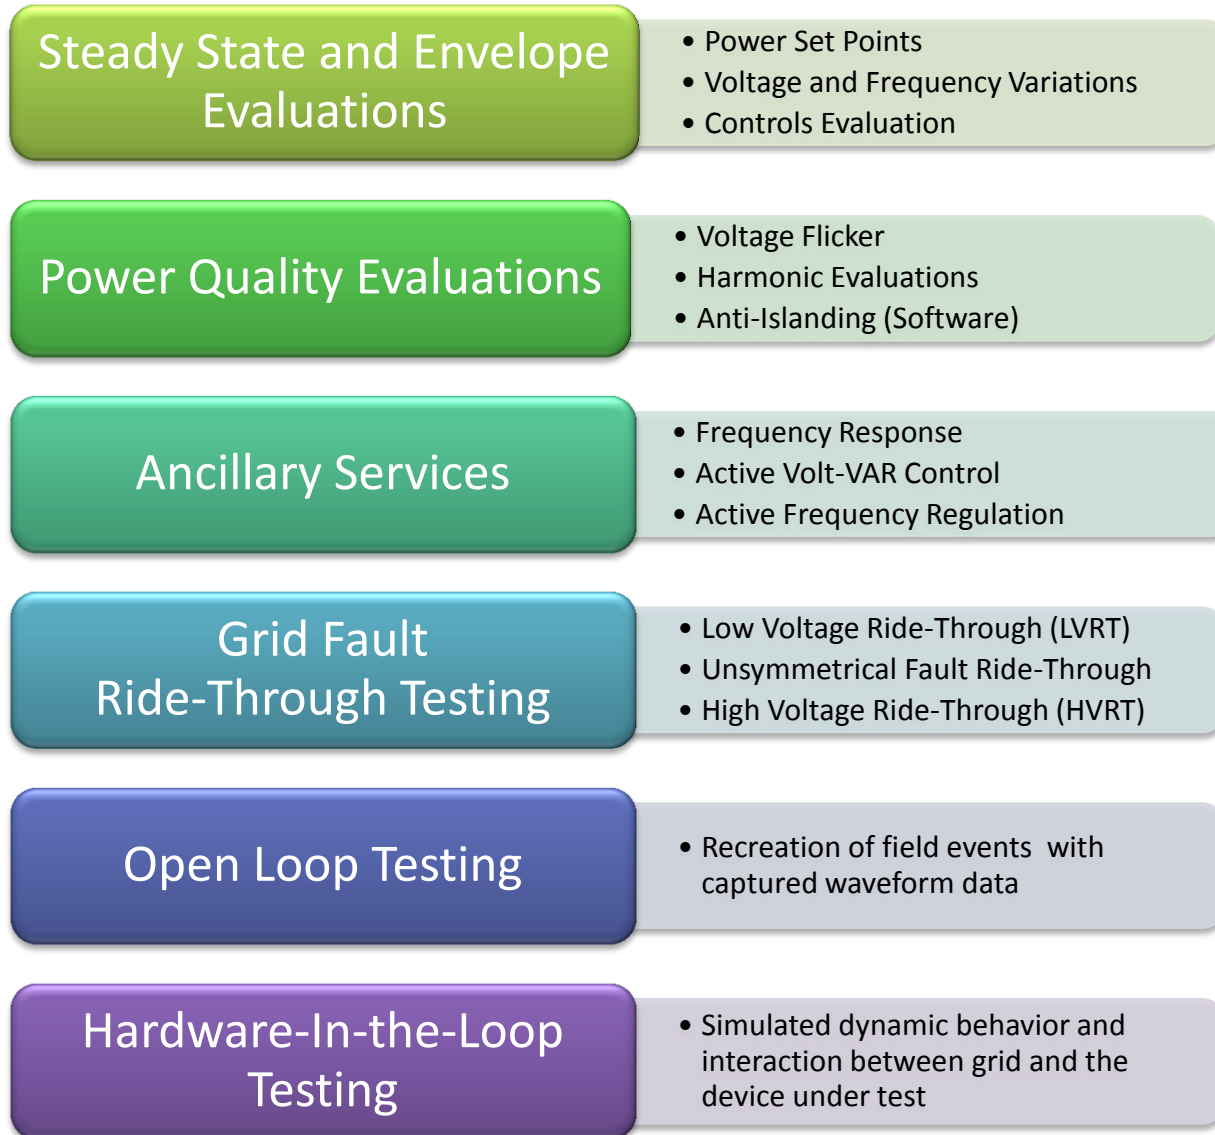 Steady State and Envelope
Evaluations
• Power Set Points
• Voltage and Frequency Variations
• Controls Evaluation
Power Quality Evaluations
• Voltage Flicker
• Harmonic Evaluations
• Anti-Islanding (Software)
Ancillary Services
• Frequency Response
• Active Volt-VAR Control
• Active Frequency Regulation
Grid Fault
Ride-Through Testing
• Low Voltage Ride-Through (LVRT)
• Unsymmetrical Fault Ride-Through
• High Voltage Ride-Through (HVRT)
Open Loop Testing
• Recreation of field events with
captured waveform data
Hardware-In-the-Loop
Testing
• Simulated dynamic behavior and
interaction between grid and the
device under test